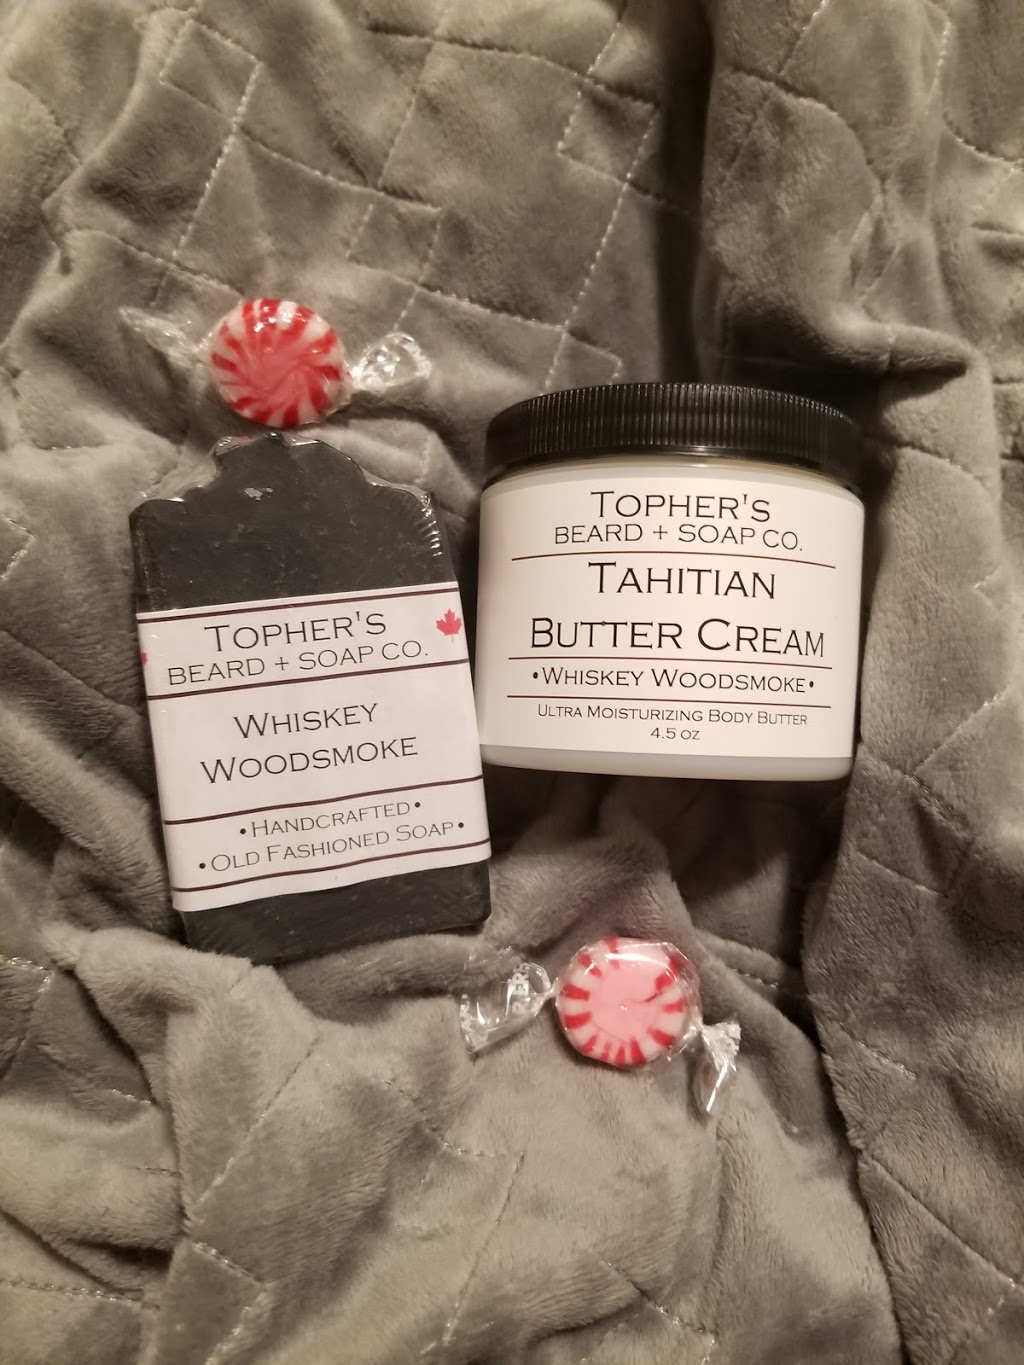 TOPHER'S
BEARD + SOAP CO.
WHISKEY
WOODSMOKE
•HANDCRAFTED•
•OLD FASHIONED SOAP•
TOPHER'S
BEARD + SOAP CO.
TAHITIAN
BUTTER CREAM
•WHISKEY WOODSMOKE•
ULTRA MOISTURIZING BODY BUTTER
4.5 OZ